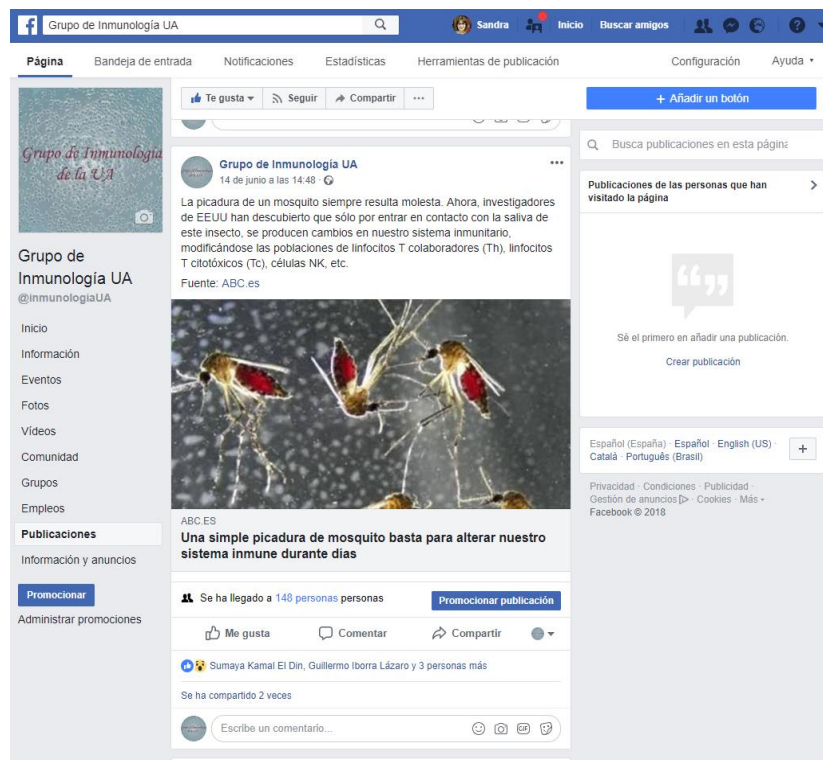 Grupo de Inmunología UA
Sandra
Inicio
Buscar amigos
Página
Bandeja de entrada
Notificaciones
Estadísticas
Herramientas de publicación
Configuración
Ayuda
Grupo de Inmunología
de la UA
Grupo de
Inmunología UA
@inmunologiaUA
Inicio
Información
Eventos
Fotos
Vídeos
Comunidad
Grupos
Empleos
Publicaciones
Información y anuncios
Promocionar
Administrar promociones
Te gusta
Seguir
Compartir
Grupo de Inmunología UA
14 de junio a las 14:48 ·
La picadura de un mosquito siempre resulta molesta. Ahora, investigadores
de EEUU han descubierto que sólo por entrar en contacto con la saliva de
este insecto, se producen cambios en nuestro sistema inmunitario,
modificándose las poblaciones de linfocitos T colaboradores (Th), linfocitos
T citotóxicos (Tc), células NK, etc.
Fuente: ABC.es
ABC.ES
Una simple picadura de mosquito basta para alterar nuestro
sistema inmune durante días
Se ha llegado a 148 personas personas
Promocionar publicación
Me gusta
Comentar
Compartir
Sumaya Kamal El Din, Guillermo Iborra Lázaro y 3 personas más
Se ha compartido 2 veces
Escribe un comentario...
GIF
+ Añadir un botón
Busca publicaciones en esta página
Publicaciones de las personas que han
visitado la página
Sé el primero en añadir una publicación.
Crear publicación
Español (España) · Español · English (US) ·
Català · Português (Brasil)
+
Privacidad · Condiciones · Publicidad ·
Gestión de anuncios · Cookies · Más
Facebook © 2018